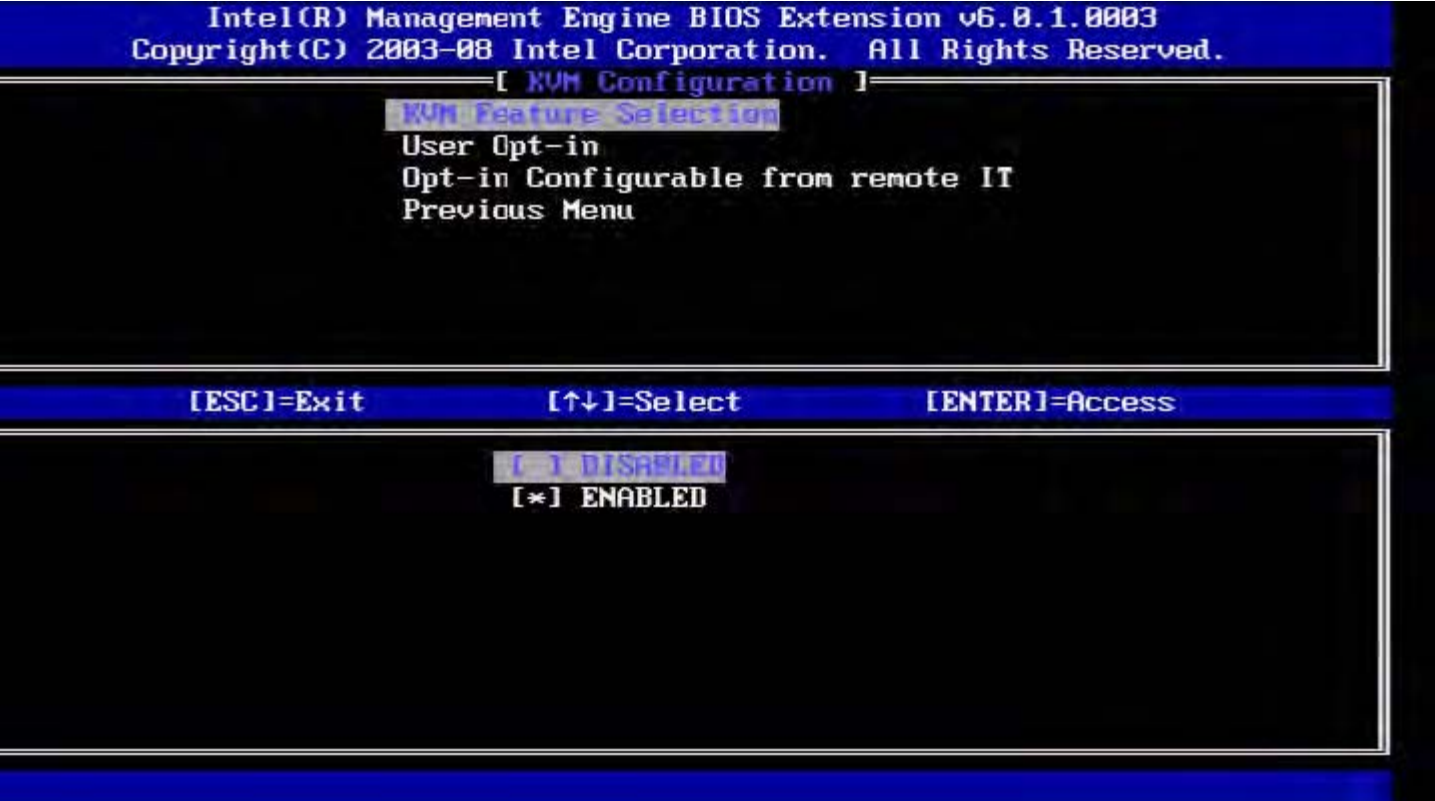 Intel(R) Management Engine BIOS Extension v6.0.1.0003
Copyright(C) 2003-08 Intel Corporation.  All Rights Reserved.
[ KVM Configuration ]
KVM Feature Selection
User Opt-in
Opt-in Configurable from remote IT
Previous Menu
[ESC]=Exit [↑↓]=Select [ENTER]=Access
[ ] DISABLED
[*] ENABLED